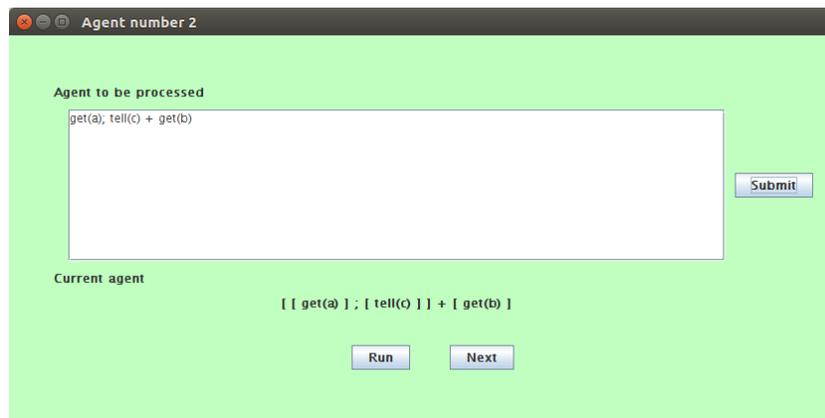 Agent number 2
Agent to be processed
get(a); tell(c) + get(b)
Submit
Current agent
[ [ get(a) ] ; [ tell(c) ] ] + [ get(b) ]
Run Next